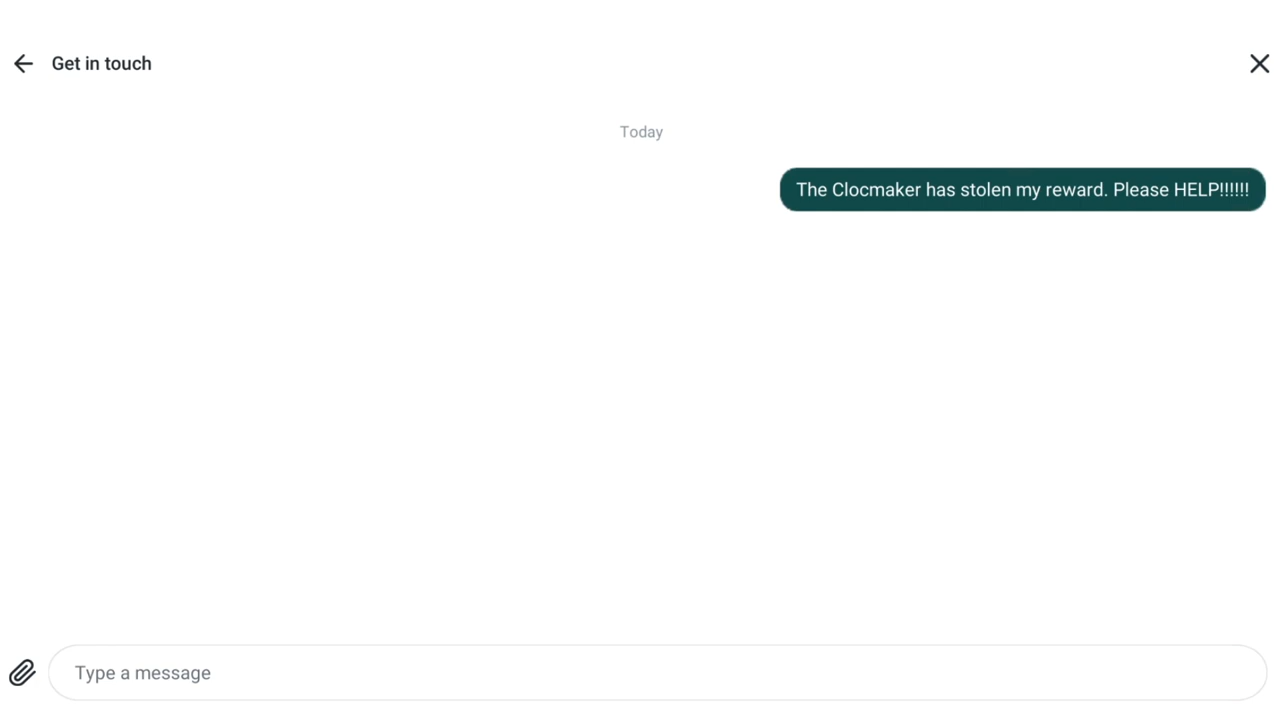 Get in touch
Today
The Clocmaker has stolen my reward. Please HELP!!!!!!
Type a message